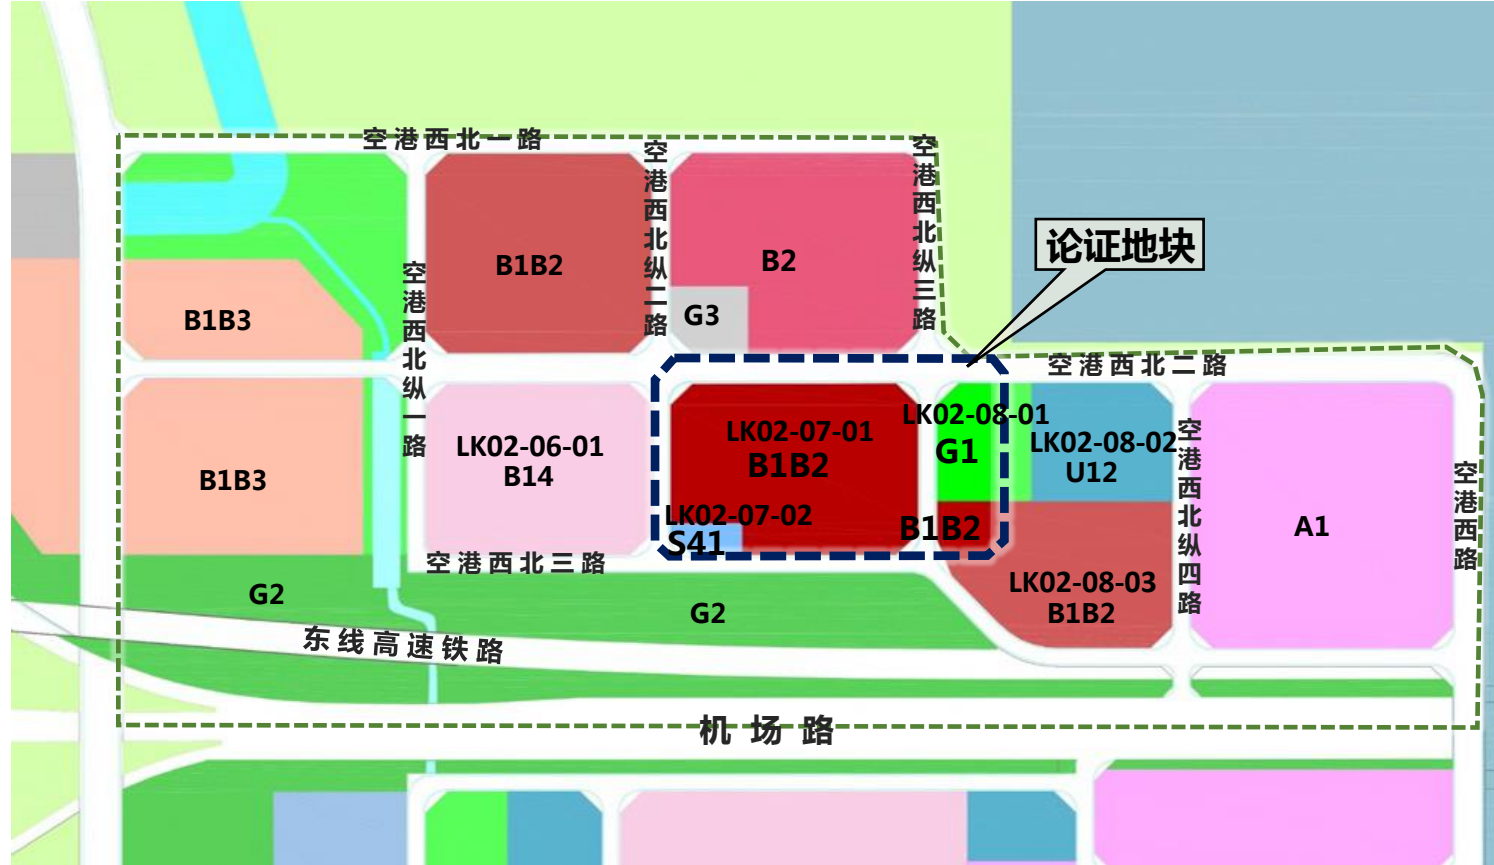 空港西北一路
空港西北纵二路
空港西北纵三路
论证地块
B1B2
B2
空港西北纵一路
B1B3
G3
空港西北二路
LK02-08-01
G1
LK02-07-01
B1B2
LK02-06-01
B14
LK02-08-02
U12
空港西北纵四路
空港西路
B1B3
LK02-07-02
S41
B1B2
A1
空港西北三路
LK02-08-03
B1B2
G2
G2
东线高速铁路
机场路